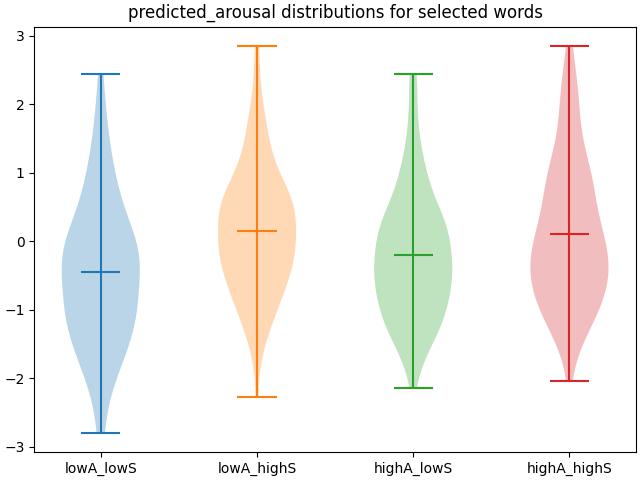 predicted_arousal distributions for selected words
3
2
1
0
−1
−2
−3
lowA_lowS
lowA_highS
highA_lowS
highA_highS